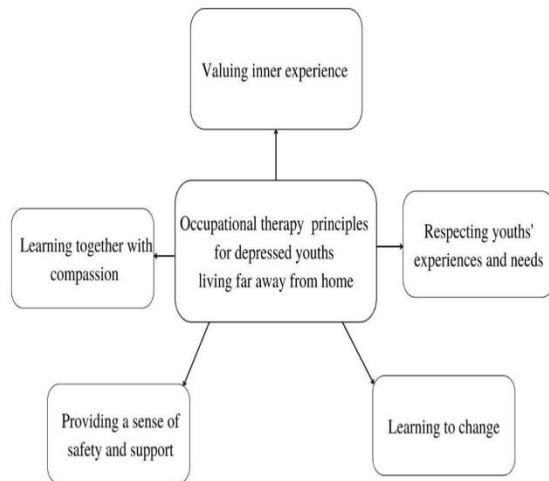 Valuing inner experience
Occupational therapy principles
for depressed youths
living far away from home
Learning together with
compassion
Respecting youths'
experiences and needs
Providing a sense of
safety and support
Learning to change